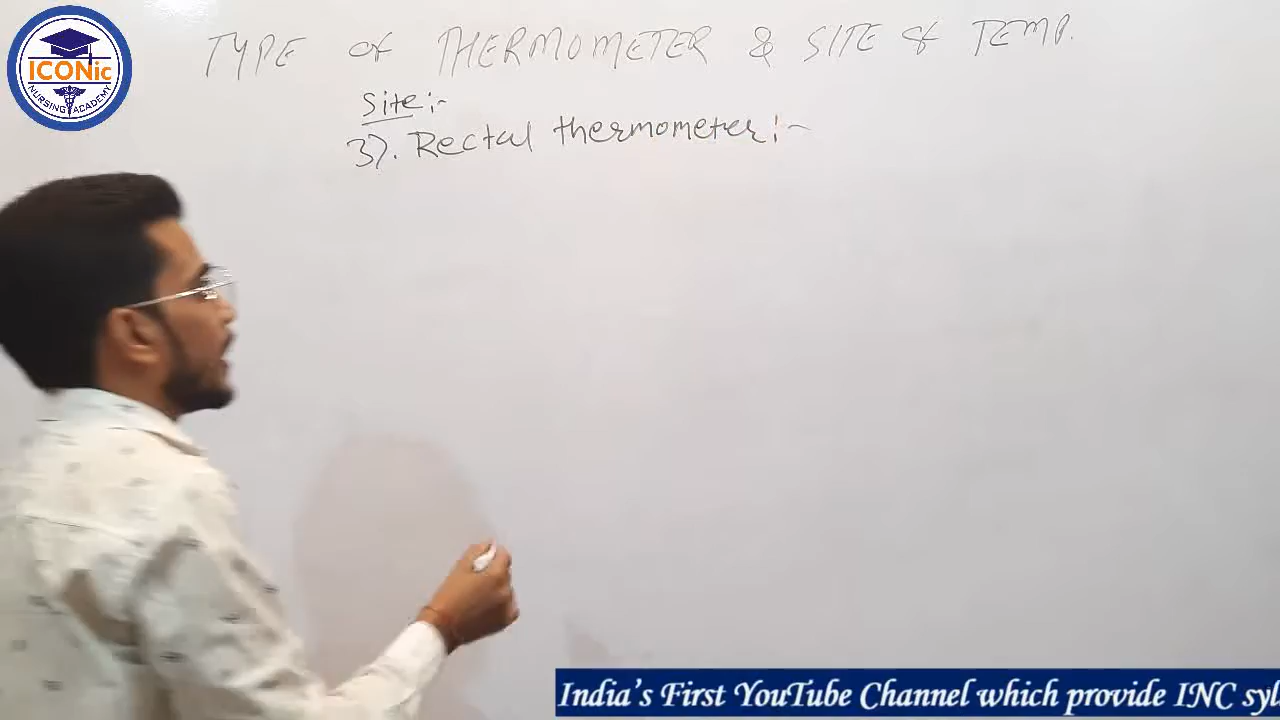 ICONic
NURSING ACADEMY
TYPE of THERMOMETER & SITE of TEMP.
Site:-
3). Rectal thermometer:-
India's First YouTube Channel which provide INC syl